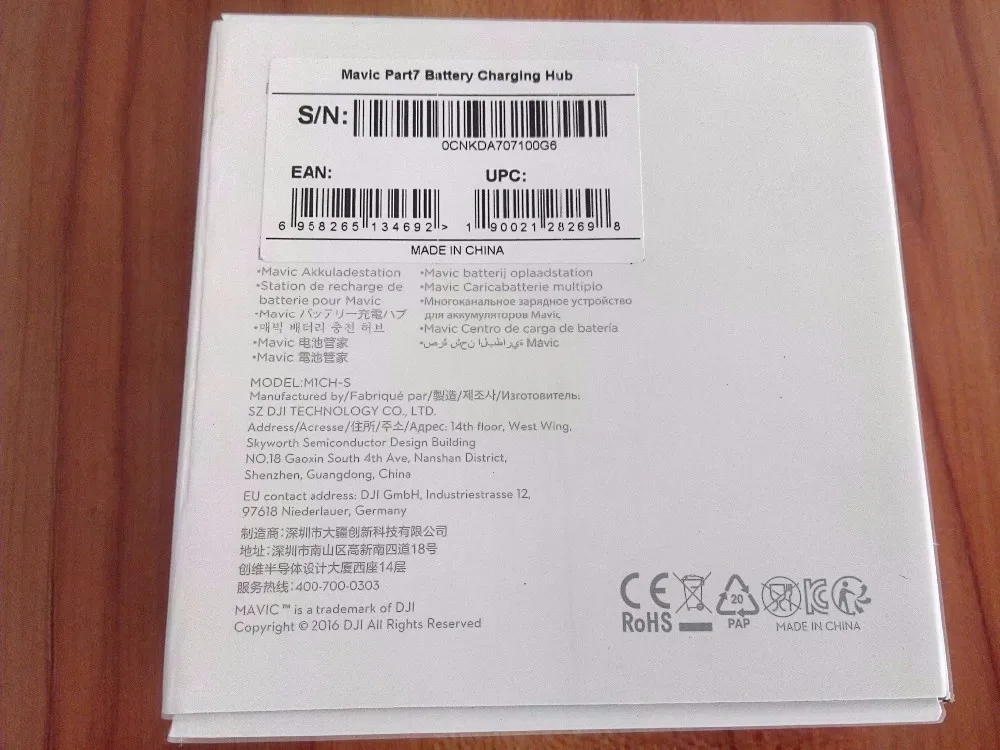 Mavic Part7 Battery Charging Hub
S/N:
0CNKDA707100G6
EAN:
UPC:
6 958265 134692 >
1 90021 28269 8
MADE IN CHINA
•Mavic Akkuladestation
•Station de recharge de
batterie pour Mavic
•Mavic バッテリー充電ハブ
•매빅 배터리 충전 허브
•Mavic 电池管家
•Mavic 電池管家
•Mavic batterij oplaadstation
•Mavic Caricabatterie multiplo
•Многоканальное зарядное устройство
для аккумуляторов Mavic
•Mavic Centro de carga de batería
•صرة شحن البطارية Mavic
MODEL:M1CH-S
Manufactured by/Fabriqué par/製造/제조사/Изготовитель:
SZ DJI TECHNOLOGY CO., LTD.
Address/Acresse/住所/주소/Адрес: 14th floor, West Wing,
Skyworth Semiconductor Design Building
NO.18 Gaoxin South 4th Ave, Nanshan District,
Shenzhen, Guangdong, China
EU contact address: DJI GmbH, Industriestrasse 12,
97618 Niederlauer, Germany
制造商:深圳市大疆创新科技有限公司
地址:深圳市南山区高新南四道18号
创维半导体设计大厦西座14层
服务热线:400-700-0303
MAVIC™ is a trademark of DJI
Copyright © 2016 DJI All Rights Reserved
CE
RoHS
20
PAP
MADE IN CHINA